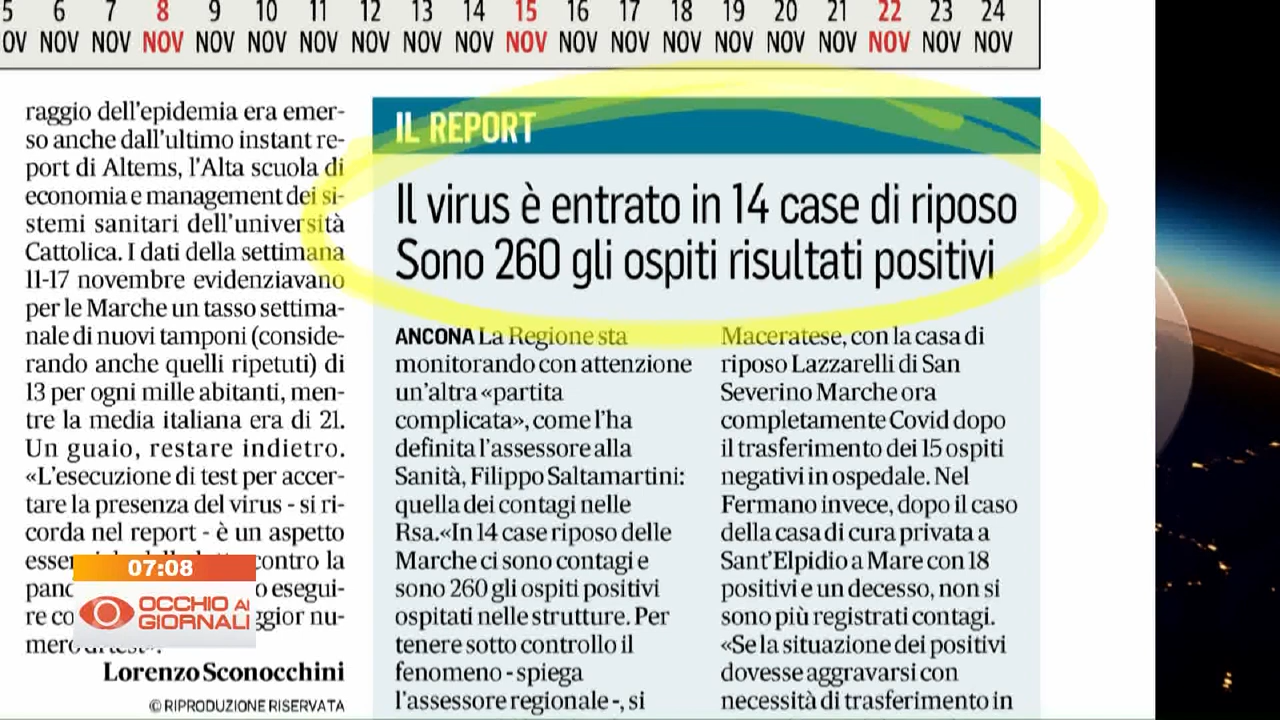 5 6 7 8 9 10 11 12 13 14 15 16 17 18 19 20 21 22 23 24
NOV NOV NOV NOV NOV NOV NOV NOV NOV NOV NOV NOV NOV NOV NOV NOV NOV NOV NOV
raggio dell'epidemia era emer-
so anche dall'ultimo instant re-
port di Altems, l'Alta scuola di
economia e management dei si-
stemi sanitari dell'università
Cattolica. I dati della settimana
11-17 novembre evidenziavano
per le Marche un tasso settima-
nale di nuovi tamponi (conside-
rando anche quelli ripetuti) di
13 per ogni mille abitanti, men-
tre la media italiana era di 21.
Un guaio, restare indietro.
«L'esecuzione di test per accer-
tare la presenza del virus - si ri-
corda nel report - è un aspetto
contro la
esegui-
re
nu-
Lorenzo Sconocchini
© RIPRODUZIONE RISERVATA
IL REPORT
Il virus è entrato in 14 case di riposo
Sono 260 gli ospiti risultati positivi
ANCONA La Regione sta
monitorando con attenzione
un'altra «partita
complicata», come l'ha
definita l'assessore alla
Sanità, Filippo Saltamartini:
quella dei contagi nelle
Rsa.«In 14 case riposo delle
Marche ci sono contagi e
sono 260 gli ospiti positivi
ospitati nelle strutture. Per
tenere sotto controllo il
fenomeno - spiega
l'assessore regionale -, si
Maceratese, con la casa di
riposo Lazzarelli di San
Severino Marche ora
completamente Covid dopo
il trasferimento dei 15 ospiti
negativi in ospedale. Nel
Fermano invece, dopo il caso
della casa di cura privata a
Sant'Elpidio a Mare con 18
positivi e un decesso, non si
sono più registrati contagi.
«Se la situazione dei positivi
dovesse aggravarsi con
necessità di trasferimento in
07:08
OCCHIO AI
GIORNALI